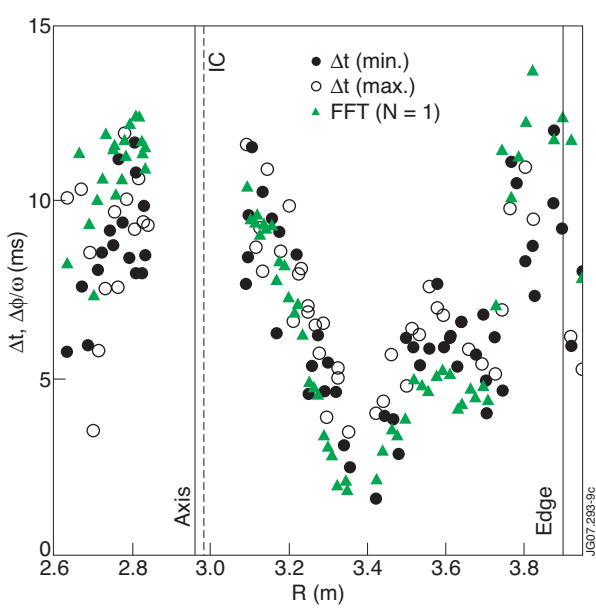 15
10
5
0
Δt, Δϕ/ω (ms)
IC
Δt (min.)
Δt (max.)
FFT (N = 1)
Axis
Edge
JG07.293-9c
2.6 2.8 3.0 3.2 3.4 3.6 3.8
R (m)